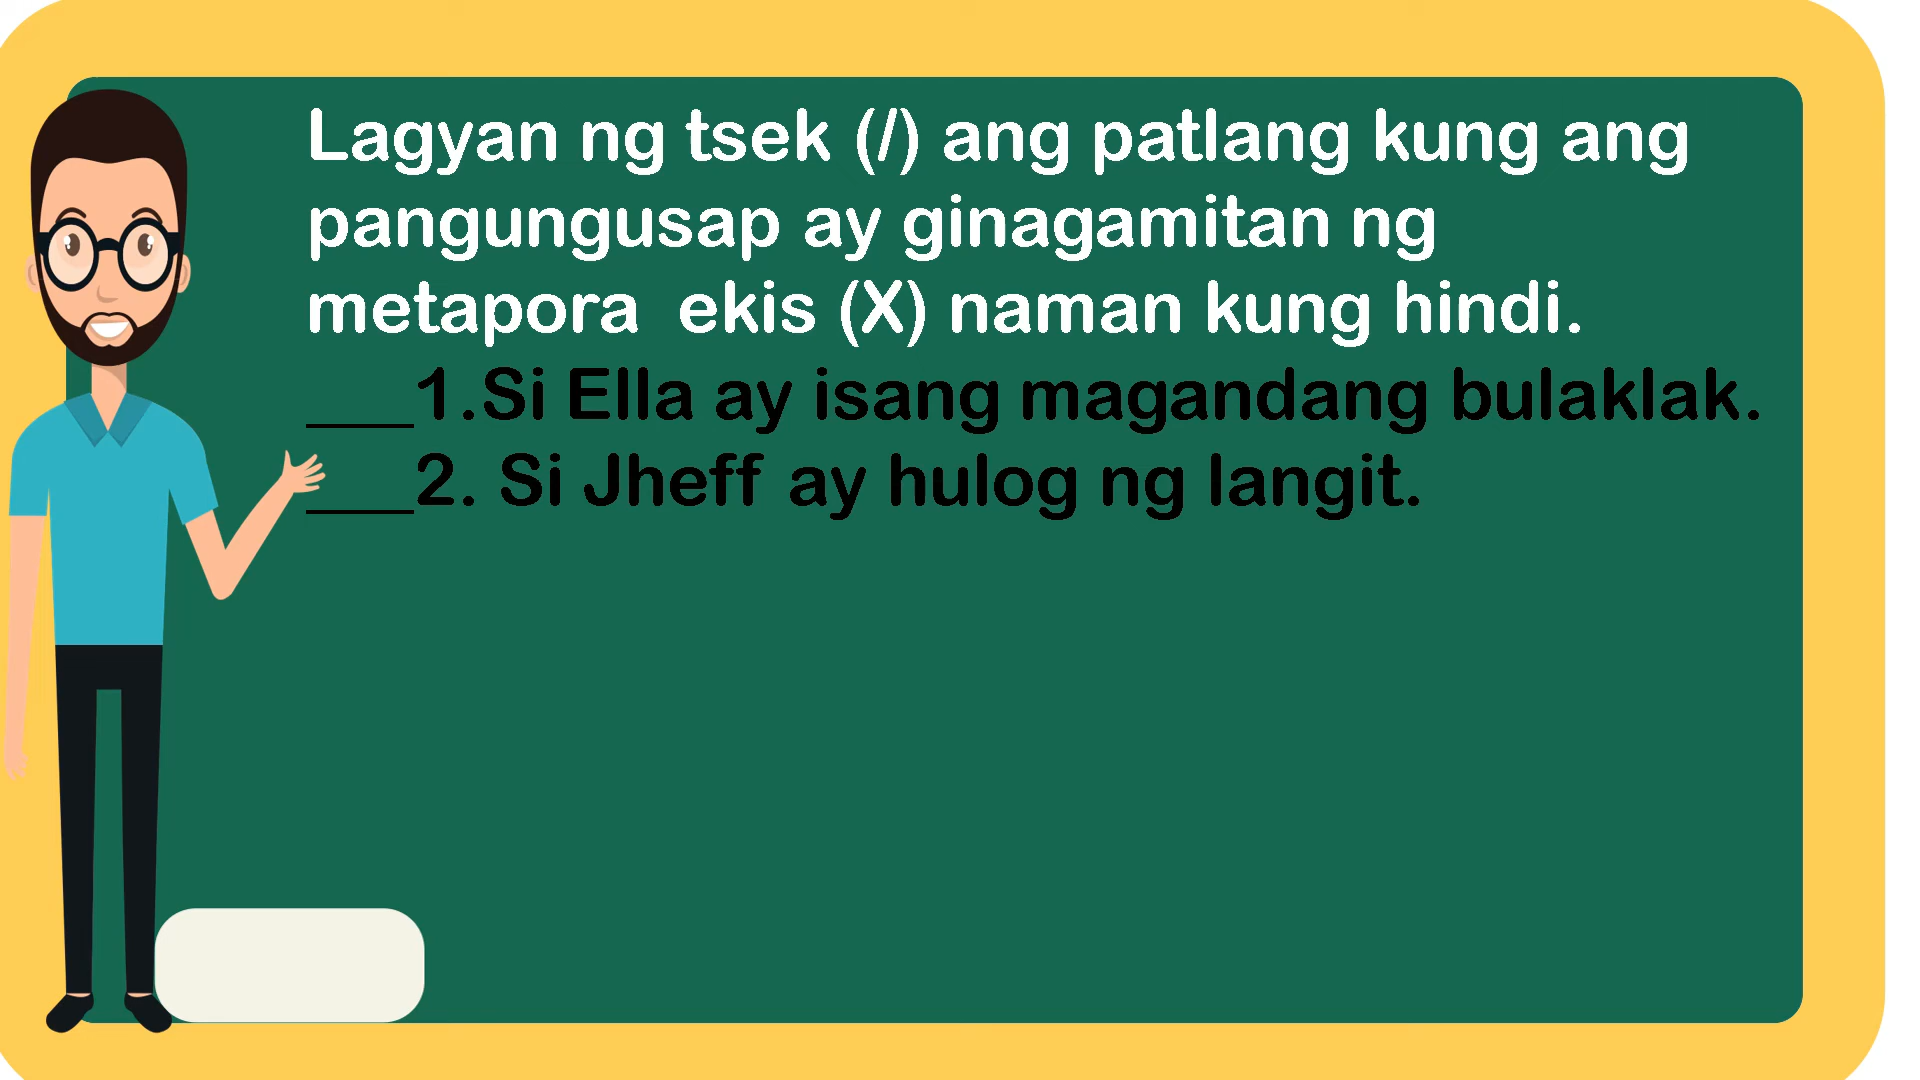 Lagyan ng tsek (/) ang patlang kung ang
pangungusap ay ginagamitan ng
metapora  ekis (X) naman kung hindi.
___1.Si Ella ay isang magandang bulaklak.
___2. Si Jheff ay hulog ng langit.